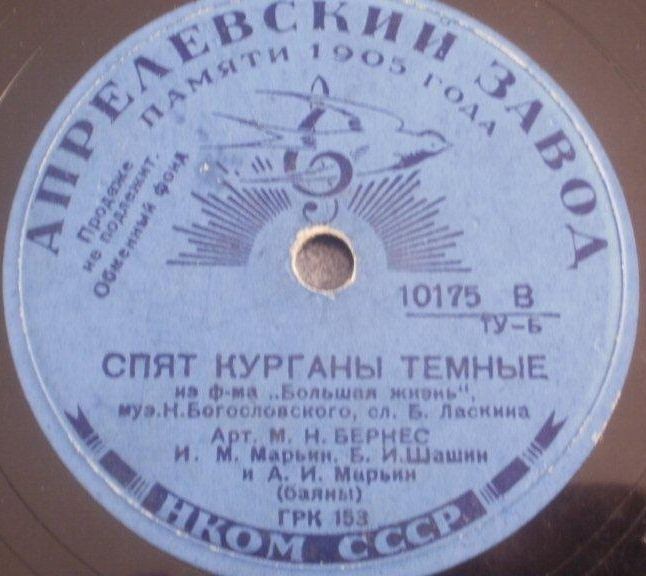 АПРЕЛЕВСКИЙ ЗАВОД
ПАМЯТИ 1905 ГОДА
Продаже
не подлежит.
Обменный фонд
10175 В
ТУ-Б
СПЯТ КУРГАНЫ ТЕМНЫЕ
из ф-ма „Большая жизнь",
муз.Н.Богословского, сл. Б. Ласкина
Арт. М. Н. БЕРНЕС
И. М. Марьин, Б. И.Шашин
и А. И. Марьин
(баяны)
ГРК 153
НКОМ СССР.